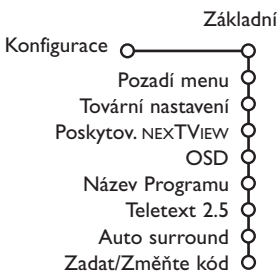 Základní
Konfigurace
Pozadí menu
Tovární nastavení
Poskytov. NEXTVIEW
OSD
Název Programu
Teletext 2.5
Auto surround
Zadat/Změňte kód